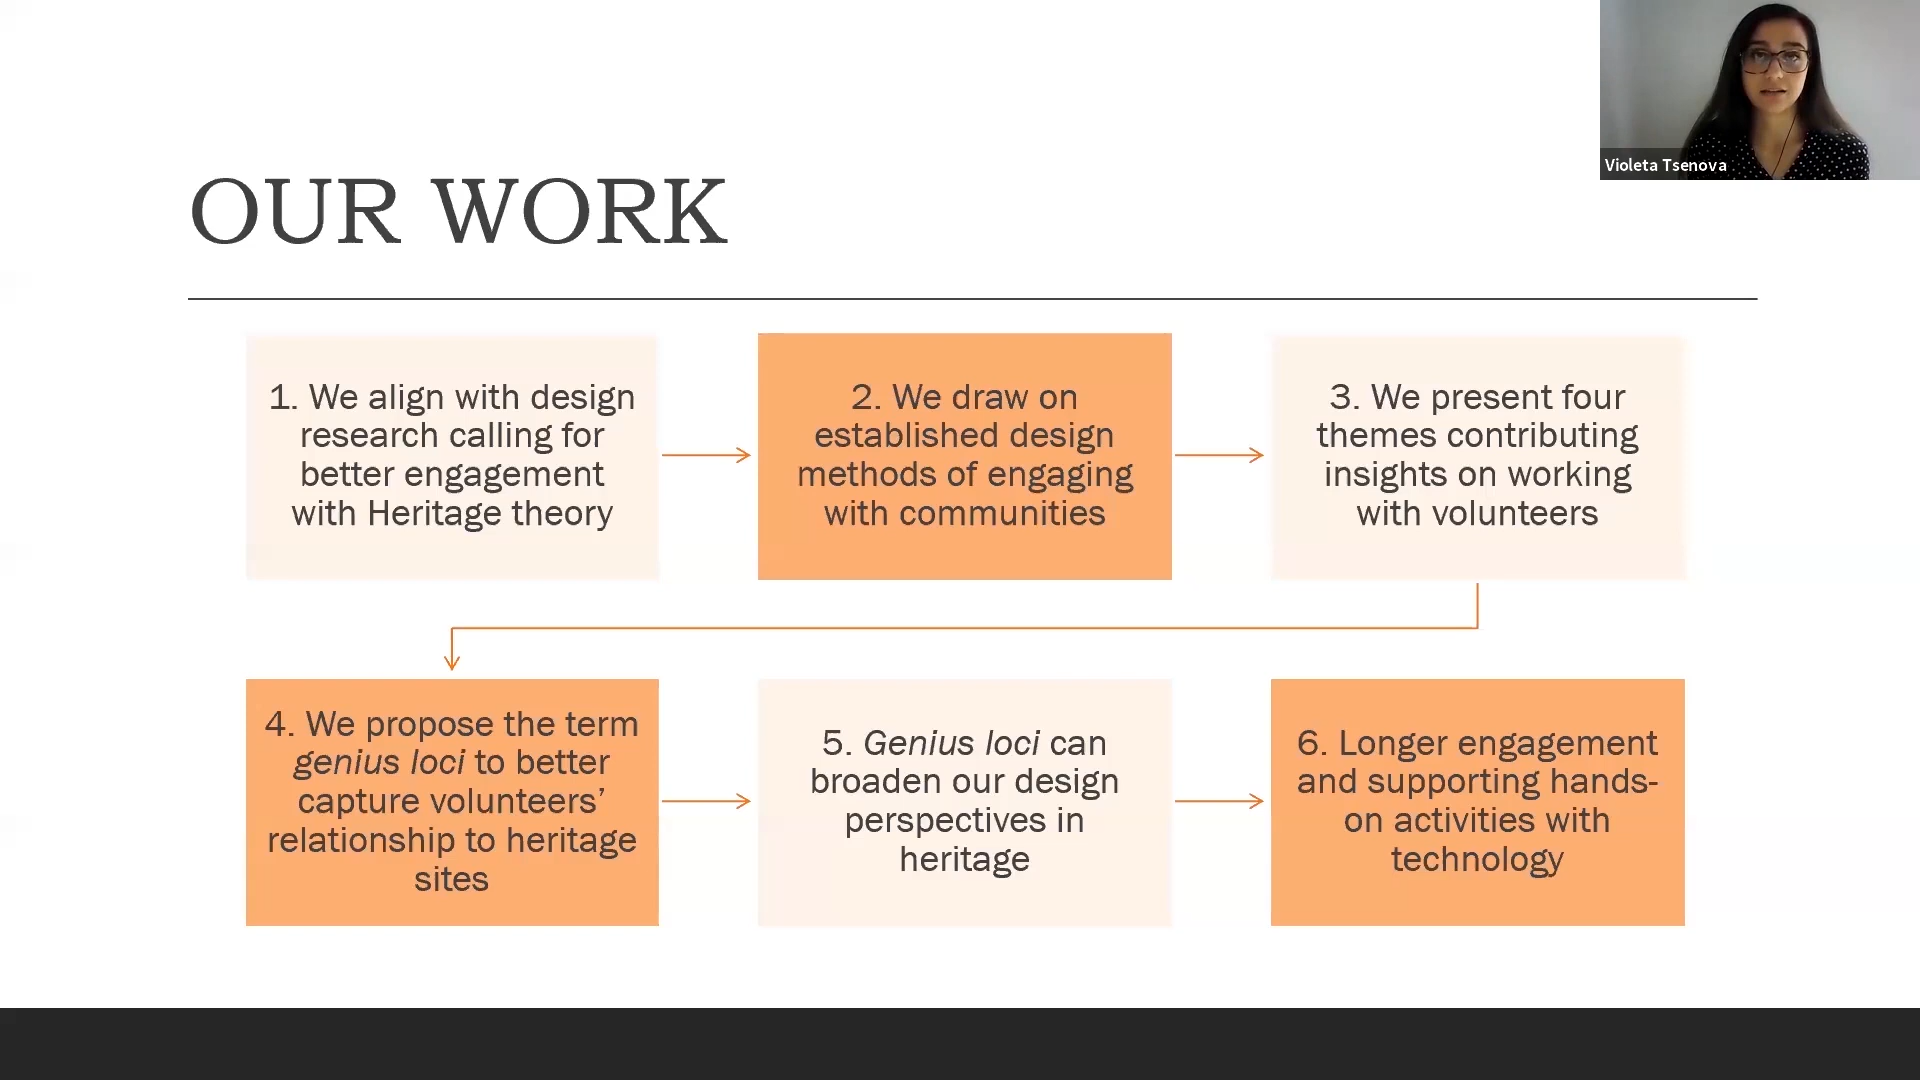 Violeta Tsenova
OUR WORK
1. We align with design
research calling for
better engagement
with Heritage theory
2. We draw on
established design
methods of engaging
with communities
3. We present four
themes contributing
insights on working
with volunteers
4. We propose the term
genius loci to better
capture volunteers’
relationship to heritage
sites
5. Genius loci can
broaden our design
perspectives in
heritage
6. Longer engagement
and supporting hands-
on activities with
technology